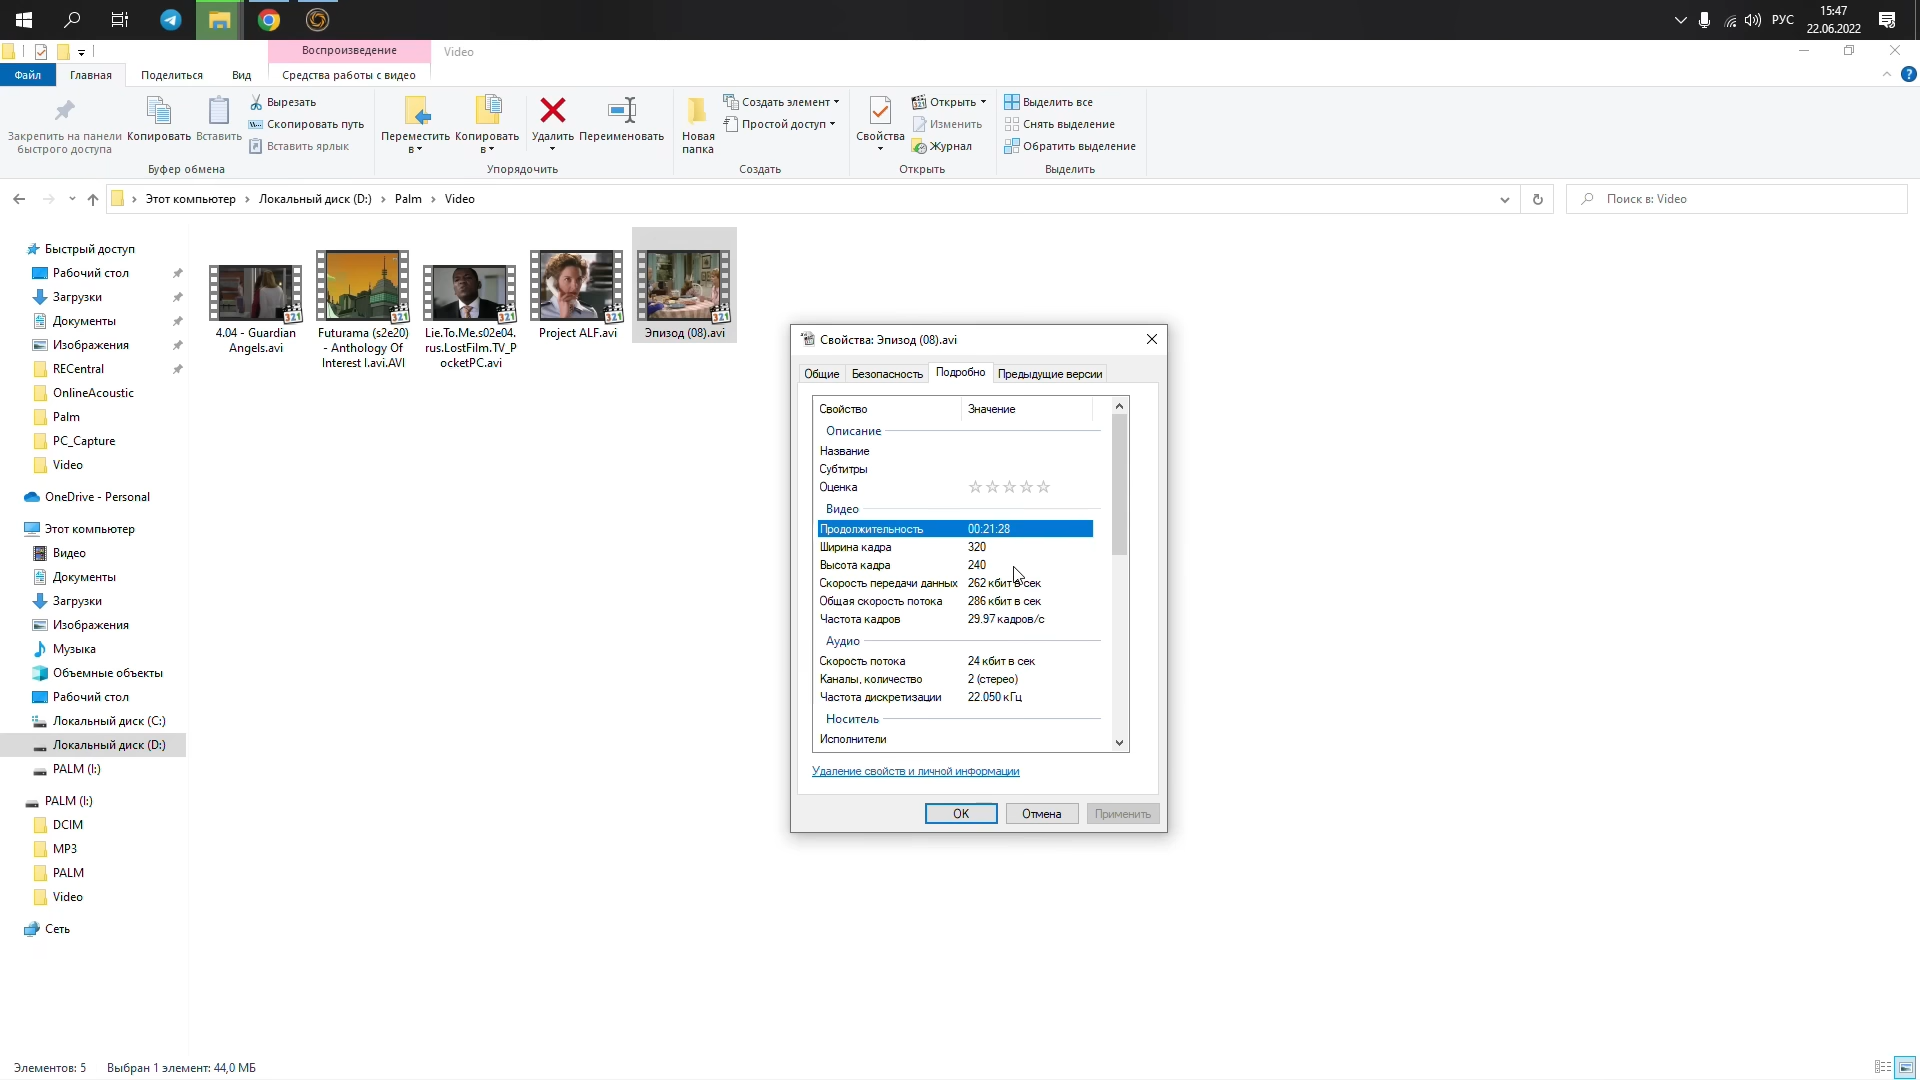 РУС
15:47
22.06.2022
Воспроизведение
Video
Файл
Главная
Поделиться
Вид
Средства работы с видео
Закрепить на панели
быстрого доступа
Копировать
Вставить
Вырезать
Скопировать путь
Вставить ярлык
Переместить
в
Копировать
в
Удалить
Переименовать
Новая
папка
Создать элемент
Простой доступ
Свойства
Открыть
Изменить
Журнал
Выделить все
Снять выделение
Обратить выделение
Буфер обмена
Упорядочить
Создать
Открыть
Выделить
Этот компьютер
Локальный диск (D:)
Palm
Video
Поиск в: Video
Быстрый доступ
Рабочий стол
Загрузки
Документы
Изображения
RECentral
OnlineAcoustic
Palm
PC_Capture
Video
OneDrive - Personal
Этот компьютер
Видео
Документы
Загрузки
Изображения
Музыка
Объемные объекты
Рабочий стол
Локальный диск (C:)
Локальный диск (D:)
PALM (I:)
PALM (I:)
DCIM
MP3
PALM
Video
Сеть
4.04 - Guardian
Angels.avi
Futurama (s2e20)
- Anthology Of
Interest I.avi.AVI
Lie.To.Me.s02e04.
rus.LostFilm.TV_P
ocketPC.avi
Project ALF.avi
Эпизод (08).avi
321
321
321
321
321
Свойства: Эпизод (08).avi
Общие
Безопасность
Подробно
Предыдущие версии
Свойство
Значение
Описание
Название
Субтитры
Оценка
Видео
Продолжительность 00:21:28
Ширина кадра 320
Высота кадра 240
Скорость передачи данных 262 кбит в сек
Общая скорость потока 286 кбит в сек
Частота кадров 29.97 кадров/с
Аудио
Скорость потока 24 кбит в сек
Каналы, количество 2 (стерео)
Частота дискретизации 22.050 кГц
Носитель
Исполнители
Удаление свойств и личной информации
OK
Отмена
Применить
Элементов: 5
Выбран 1 элемент: 44,0 МБ